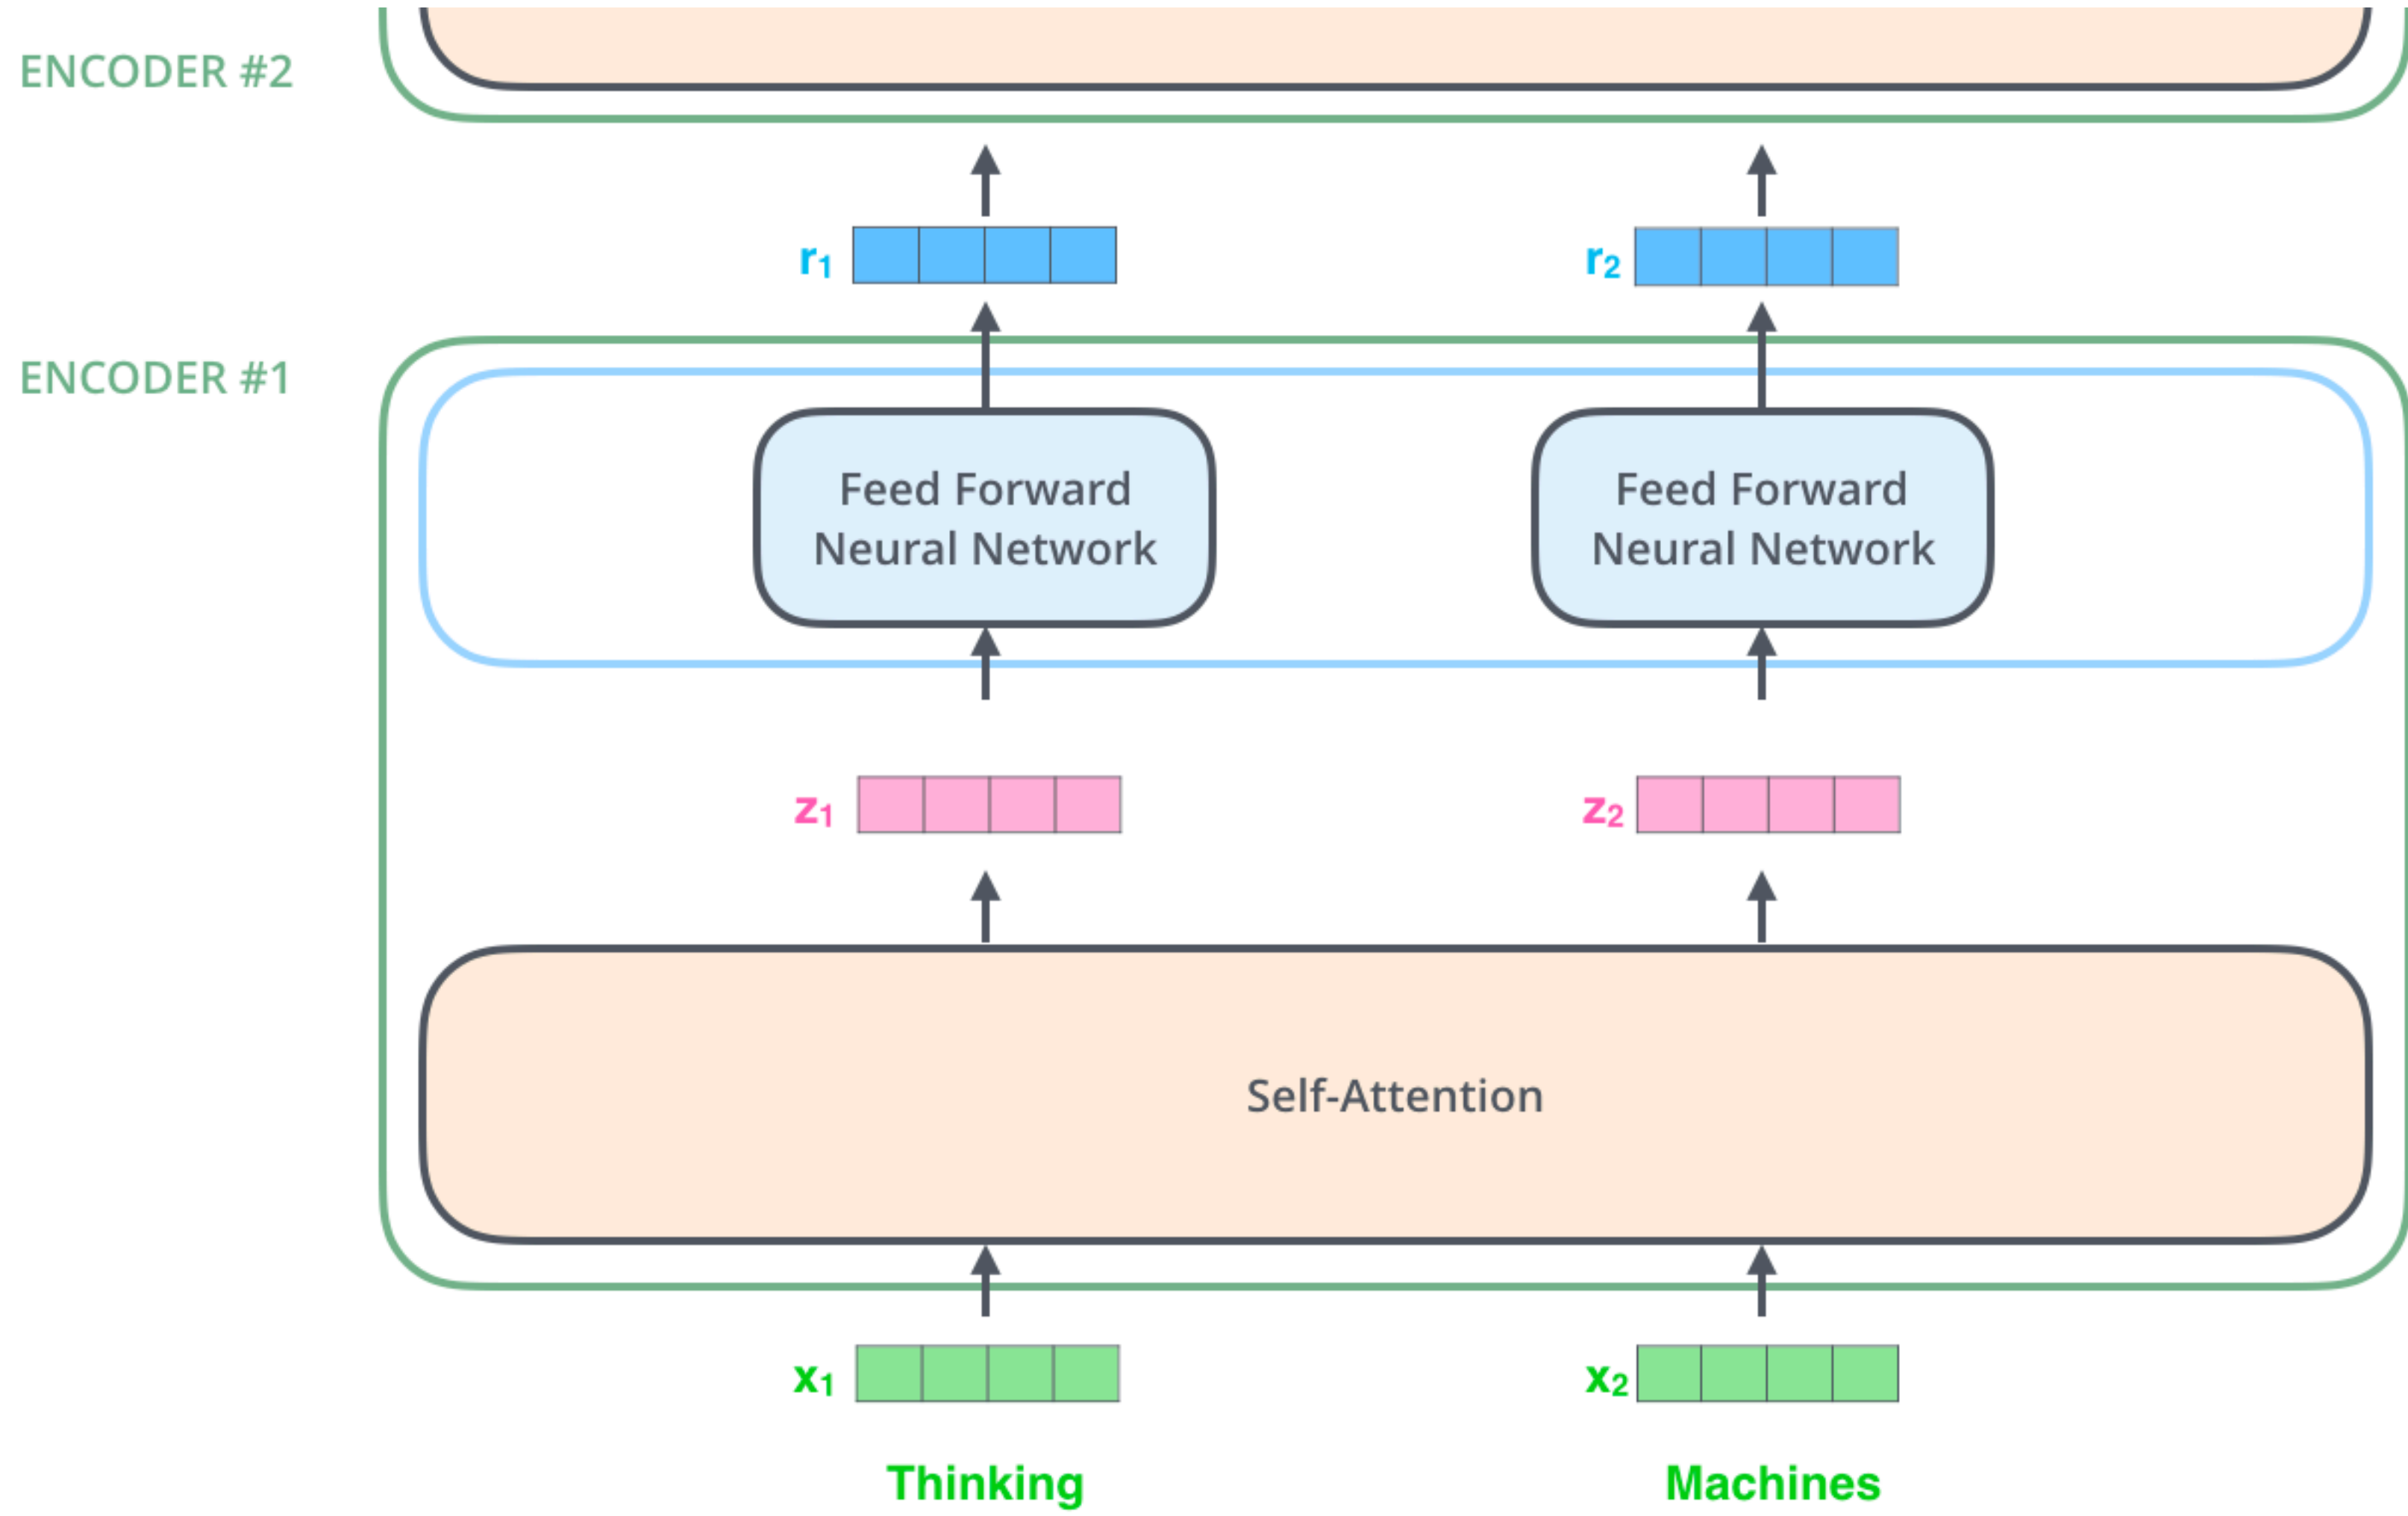 ENCODER #2
r₁
r₂
ENCODER #1
Feed Forward
Neural Network
Feed Forward
Neural Network
z₁
z₂
Self-Attention
x₁
x₂
Thinking
Machines